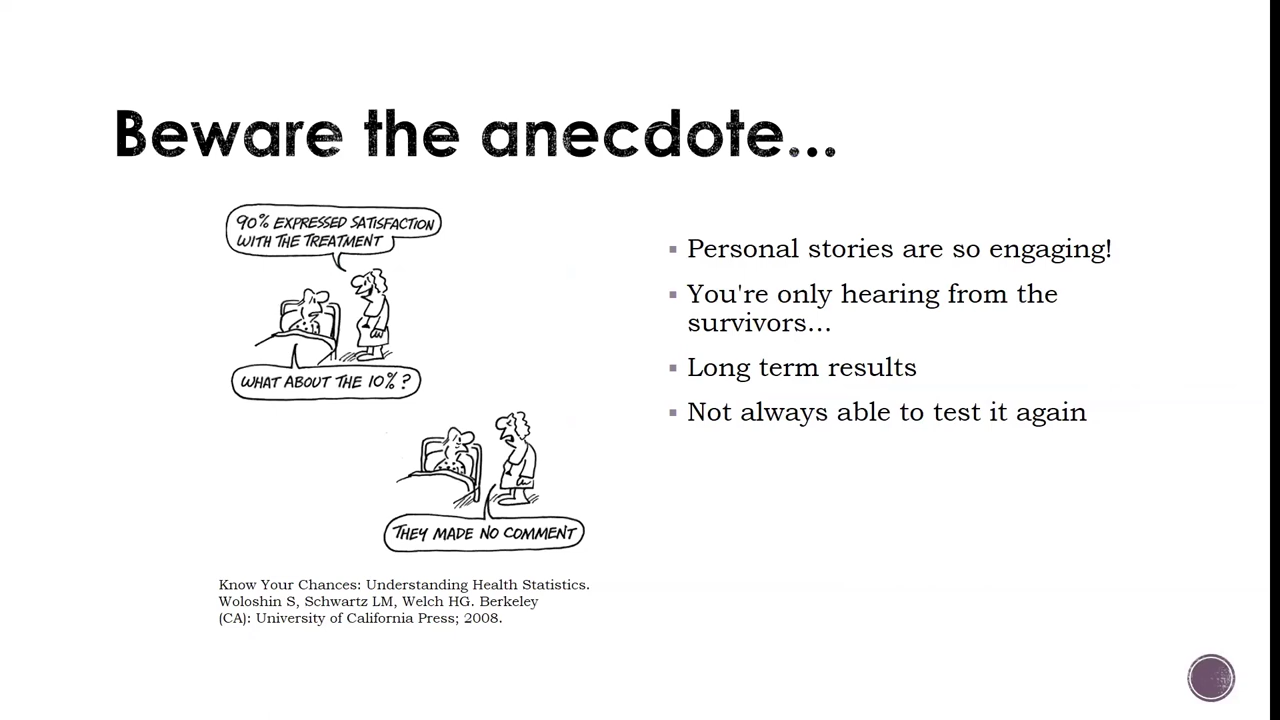 Beware the anecdote...
90% EXPRESSED SATISFACTION
WITH THE TREATMENT
WHAT ABOUT THE 10%?
THEY MADE NO COMMENT
Know Your Chances: Understanding Health Statistics.
Woloshin S, Schwartz LM, Welch HG. Berkeley
(CA): University of California Press; 2008.
▪ Personal stories are so engaging!
▪ You're only hearing from the
survivors...
▪ Long term results
▪ Not always able to test it again